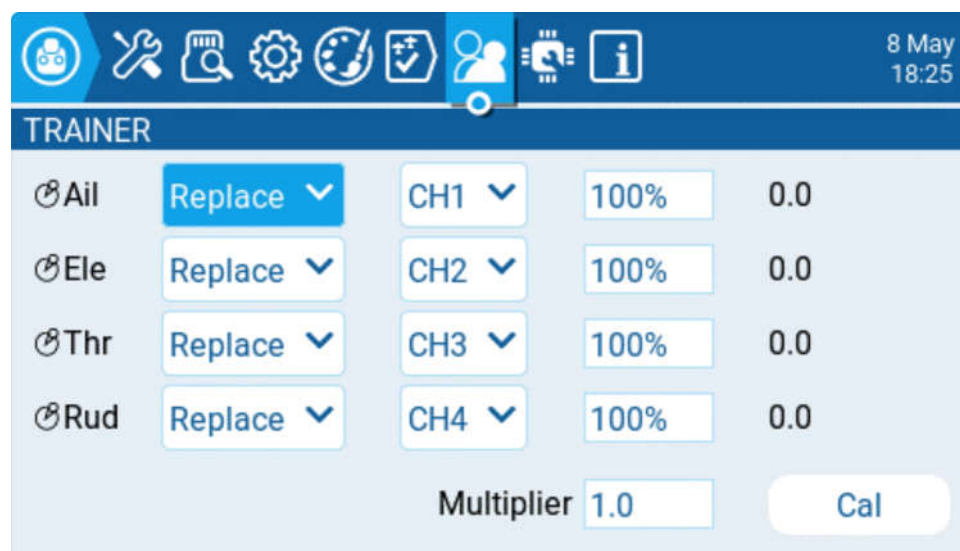 8 May
18:25
TRAINER
Ail Replace CH1 100% 0.0
Ele Replace CH2 100% 0.0
Thr Replace CH3 100% 0.0
Rud Replace CH4 100% 0.0
Multiplier 1.0 Cal